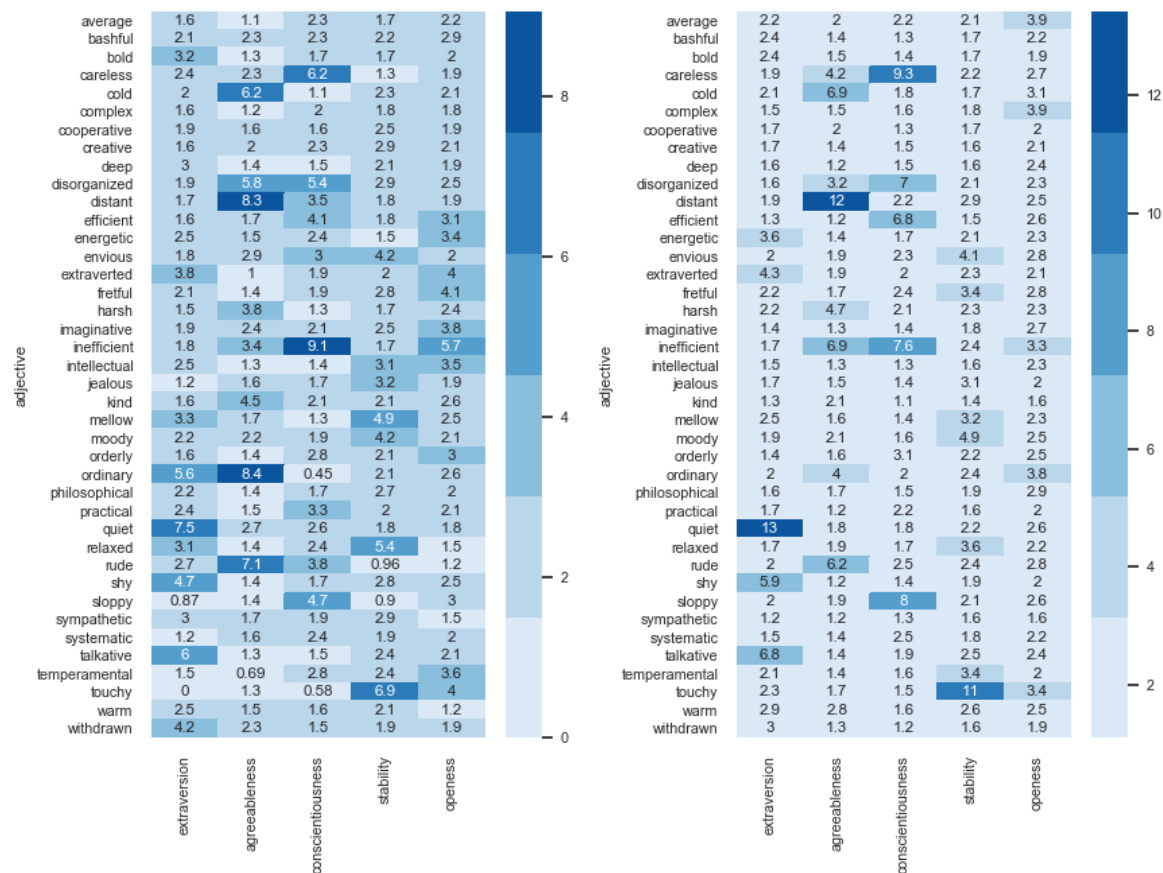 average 1.6 1.1 2.3 1.7 2.2
bashful 2.1 2.3 2.3 2.2 2.9
bold 3.2 1.3 1.7 1.7 2
careless 2.4 2.3 6.2 1.3 1.9
cold 2 6.2 1.1 2.3 2.1
complex 1.6 1.2 2 1.8 1.8
cooperative 1.9 1.6 1.6 2.5 1.9
creative 1.6 2 2.3 2.9 2.1
deep 3 1.4 1.5 2.1 1.9
disorganized 1.9 5.8 5.4 2.9 2.5
distant 1.7 8.3 3.5 1.8 1.9
efficient 1.6 1.7 4.1 1.8 3.1
energetic 2.5 1.5 2.4 1.5 3.4
envious 1.8 2.9 3 4.2 2
extraverted 3.8 1 1.9 2 4
fretful 2.1 1.4 1.9 2.8 4.1
harsh 1.5 3.8 1.3 1.7 2.4
imaginative 1.9 2.4 2.1 2.5 3.8
inefficient 1.8 3.4 9.1 1.7 5.7
intellectual 2.5 1.3 1.4 3.1 3.5
jealous 1.2 1.6 1.7 3.2 1.9
kind 1.6 4.5 2.1 2.1 2.6
mellow 3.3 1.7 1.3 4.9 2.5
moody 2.2 2.2 1.9 4.2 2.1
orderly 1.6 1.4 2.8 2.1 3
ordinary 5.6 8.4 0.45 2.1 2.6
philosophical 2.2 1.4 1.7 2.7 2
practical 2.4 1.5 3.3 2 2.1
quiet 7.5 2.7 2.6 1.8 1.8
relaxed 3.1 1.4 2.4 5.4 1.5
rude 2.7 7.1 3.8 0.96 1.2
shy 4.7 1.4 1.7 2.8 2.5
sloppy 0.87 1.4 4.7 0.9 3
sympathetic 3 1.7 1.9 2.9 1.5
systematic 1.2 1.6 2.4 1.9 2
talkative 6 1.3 1.5 2.4 2.1
temperamental 1.5 0.69 2.8 2.4 3.6
touchy 0 1.3 0.58 6.9 4
warm 2.5 1.5 1.6 2.1 1.2
withdrawn 4.2 2.3 1.5 1.9 1.9
adjective
extraversion
agreeableness
conscientiousness
stability
openess
8
6
4
2
0
average 2.2 2 2.2 2.1 3.9
bashful 2.4 1.4 1.3 1.7 2.2
bold 2.4 1.5 1.4 1.7 1.9
careless 1.9 4.2 9.3 2.2 2.7
cold 2.1 6.9 1.8 1.7 3.1
complex 1.5 1.5 1.6 1.8 3.9
cooperative 1.7 2 1.3 1.7 2
creative 1.7 1.4 1.5 1.6 2.1
deep 1.6 1.2 1.5 1.6 2.4
disorganized 1.6 3.2 7 2.1 2.3
distant 1.9 12 2.2 2.9 2.5
efficient 1.3 1.2 6.8 1.5 2.6
energetic 3.6 1.4 1.7 2.1 2.3
envious 2 1.9 2.3 4.1 2.8
extraverted 4.3 1.9 2 2.3 2.1
fretful 2.2 1.7 2.4 3.4 2.8
harsh 2.2 4.7 2.1 2.3 2.3
imaginative 1.4 1.3 1.4 1.8 2.7
inefficient 1.7 6.9 7.6 2.4 3.3
intellectual 1.5 1.3 1.3 1.6 2.3
jealous 1.7 1.5 1.4 3.1 2
kind 1.3 2.1 1.1 1.4 1.6
mellow 2.5 1.6 1.4 3.2 2.3
moody 1.9 2.1 1.6 4.9 2.5
orderly 1.4 1.6 3.1 2.2 2.5
ordinary 2 4 2 2.4 3.8
philosophical 1.6 1.7 1.5 1.9 2.9
practical 1.7 1.2 2.2 1.6 2
quiet 13 1.8 1.8 2.2 2.6
relaxed 1.7 1.9 1.7 3.6 2.2
rude 2 6.2 2.5 2.4 2.8
shy 5.9 1.2 1.4 1.9 2
sloppy 2 1.9 8 2.1 2.6
sympathetic 1.2 1.2 1.3 1.6 1.6
systematic 1.5 1.4 2.5 1.8 2.2
talkative 6.8 1.4 1.9 2.5 2.4
temperamental 2.1 1.4 1.6 3.4 2
touchy 2.3 1.7 1.5 11 3.4
warm 2.9 2.8 1.6 2.6 2.5
withdrawn 3 1.3 1.2 1.6 1.9
adjective
extraversion
agreeableness
conscientiousness
stability
openess
12
10
8
6
4
2